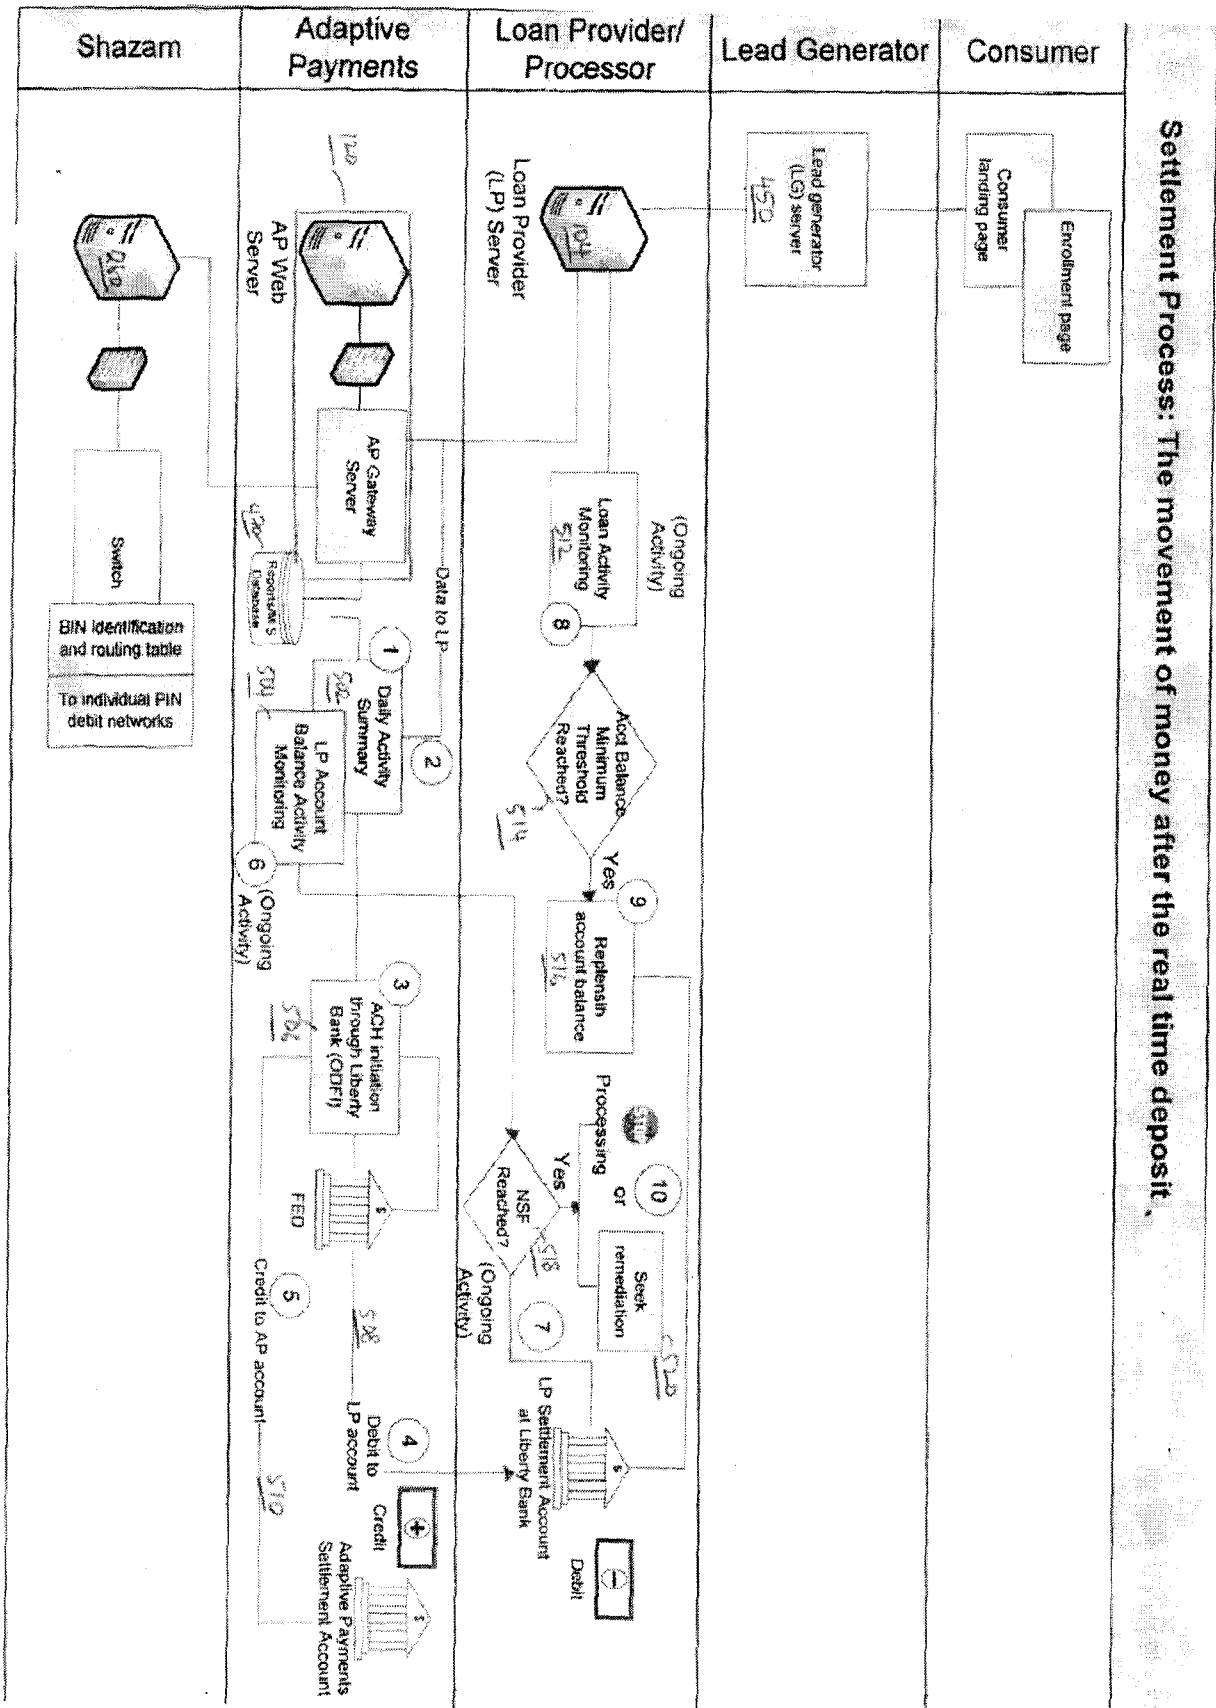 Settlement Process: The movement of money after the real time deposit
Consumer
Enrollment page
Consumer
landing page
Lead Generator
Lead generator
(LG) server
450
Loan Provider/
Processor
104
Loan Provider
(LP) Server
(Ongoing
Activity)
Loan Activity
Monitoring
512
8
Acct Balance
Minimum
Threshold
Reached?
514
Yes
9
Replensih
account balance
516
Processing
or
10
Yes
NSF
Reached?
518
(Ongoing
Activity)
7
Seek
remediation
520
LP Settlement Account
at Liberty Bank
Debit
Adaptive
Payments
120
AP Web
Server
AP Gateway
Server
Data to LP
470
Database
1
Daily Activity
Summary
502
2
504
LP Account
Balance Activity
Monitoring
6
(Ongoing
Activity)
3
ACH initiation
through Liberty
Bank (ODFI)
506
FED
508
4
Debit to
LP account
5
Credit to AP account
510
Credit
Adaptive Payments
Settlement Account
Shazam
Switch
BIN identification
and routing table
To individual PIN
debit networks